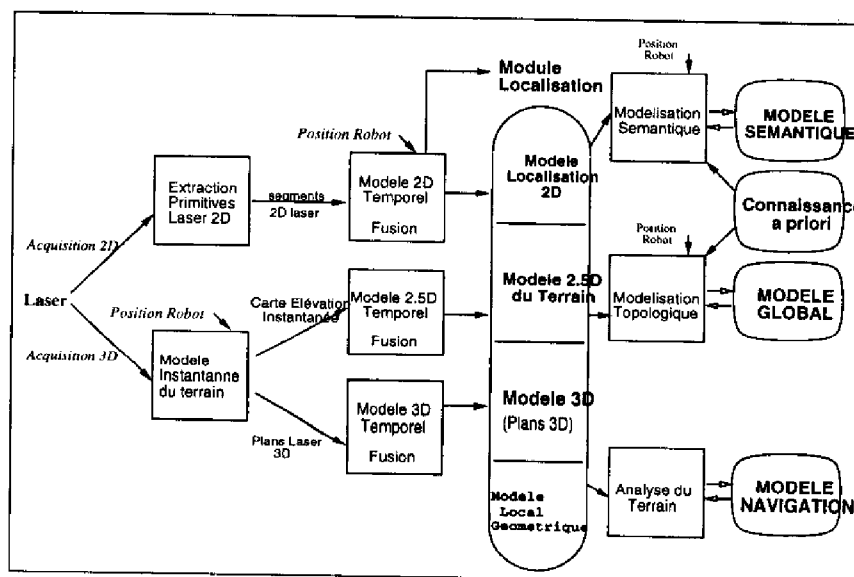 Position
Robot
Module
Localisation
Modelisation
Semantique
MODELE
SEMANTIQUE
Position Robot
Extraction
Primitives
Laser 2D
segments
2D laser
Modele 2D
Temporel
Fusion
Modele
Localisation
2D
Connaissance
a priori
Acquisition 2D
Position
Robot
Laser
Position Robot
Carte Elévation
Instantanée
Modele 2.5D
Temporel
Fusion
Modele 2.5D
du Terrain
Modelisation
Topologique
MODELE
GLOBAL
Acquisition 3D
Modele
Instantanne
du terrain
Plans Laser
3D
Modele 3D
Temporel
Fusion
Modele 3D
(Plans 3D)
Modele
Local
Geometrique
Analyse du
Terrain
MODELE
NAVIGATION